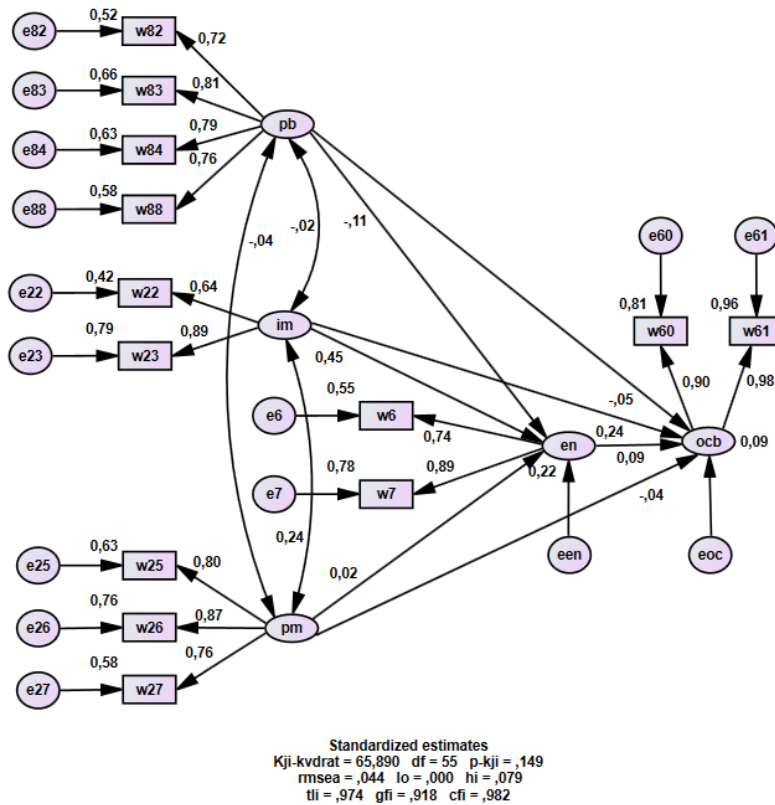 e82 0,52 w82 0,72
e83 0,66 w83 0,81
pb
e84 0,63 w84 0,79
0,76
e88 0,58 w88
-,04 -,02 -,11
e60 e61
e22 0,42 w22 0,64
0,81 0,96
im w60 w61
e23 0,79 w23 0,89
0,45
0,90 0,98
e6 0,55 w6 0,74
-,05
en 0,24 ocb 0,09
0,09
e7 0,78 w7 0,89 0,22
-,04
0,24
een eoc
e25 0,63 w25 0,80
0,02
e26 0,76 w26 0,87 pm
e27 0,58 w27 0,76
Standardized estimates
Kji-kvdrat = 65,890 df = 55 p-kji = ,149
rmsea = ,044 lo = ,000 hi = ,079
tli = ,974 gfi = ,918 cfi = ,982